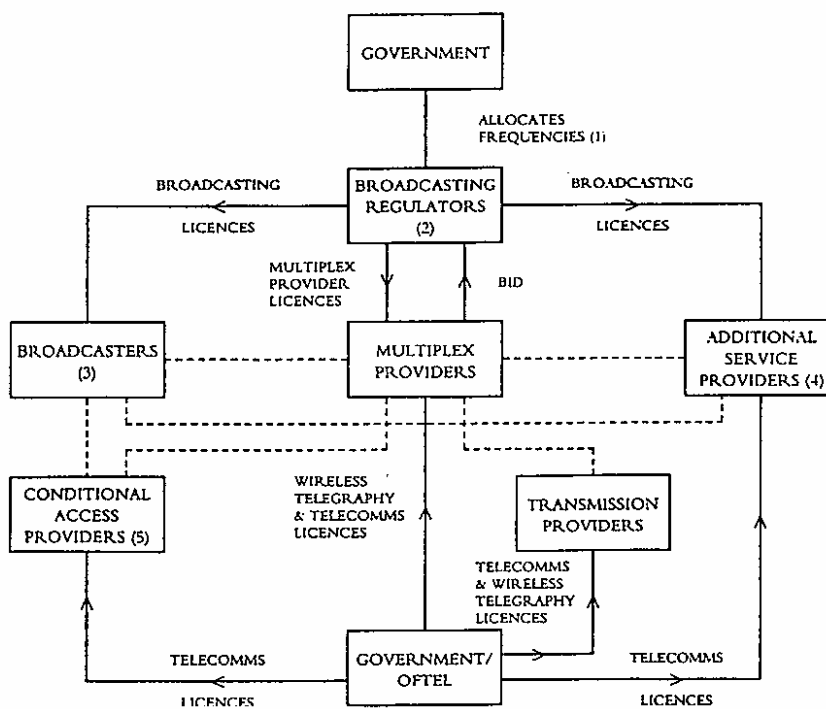 GOVERNMENT
ALLOCATES
FREQUENCIES (1)
BROADCASTING
LICENCES
BROADCASTING
REGULATORS
(2)
BROADCASTING
LICENCES
MULTIPLEX
PROVIDER
LICENCES
BID
BROADCASTERS
(3)
MULTIPLEX
PROVIDERS
ADDITIONAL
SERVICE
PROVIDERS (4)
CONDITIONAL
ACCESS
PROVIDERS (5)
WIRELESS
TELEGRAPHY
& TELECOMMS
LICENCES
TRANSMISSION
PROVIDERS
TELECOMMS
& WIRELESS
TELEGRAPHY
LICENCES
TELECOMMS
LICENCES
GOVERNMENT/
OFTEL
TELECOMMS
LICENCES